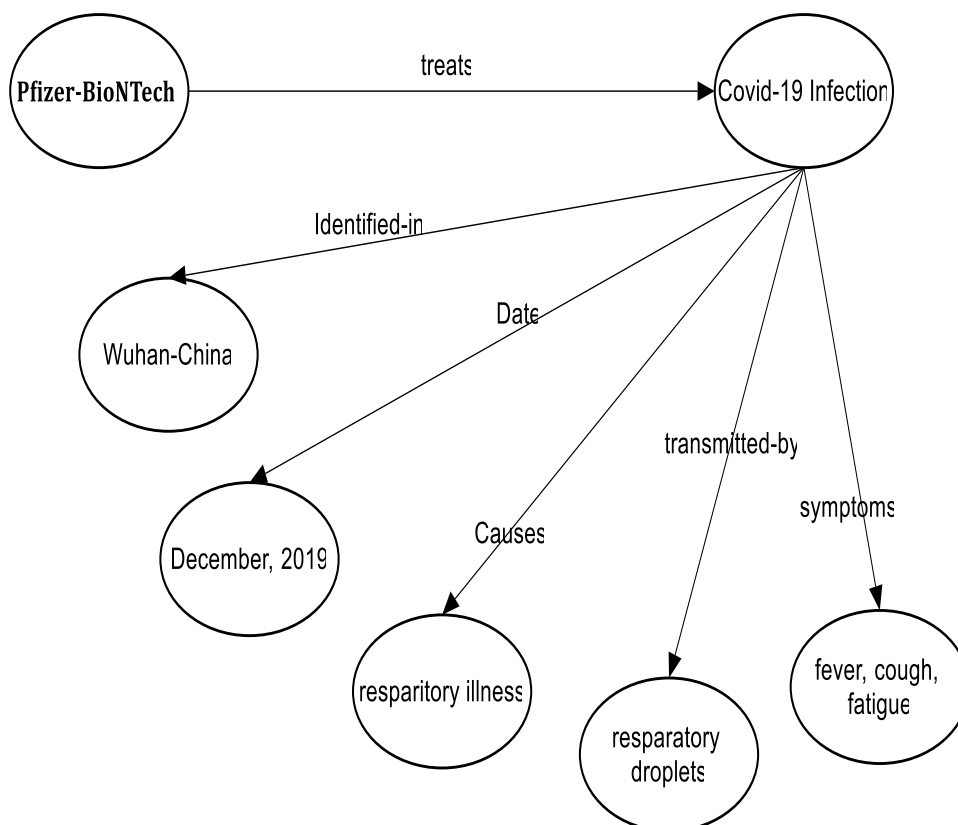 treats
Pfizer-BioNTech
Covid-19 Infection
Identified-in
Date
Wuhan-China
transmitted-by
symptoms
Causes
December, 2019
resparitory illness
fever, cough,
fatigue
resparatory
droplets